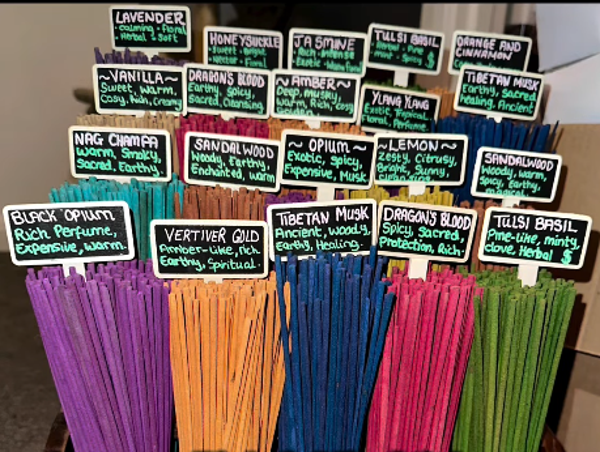 LAVENDER
• calming • floral
• Herbal • Soft
HONEYSUCKLE
• Sweet • Bright
• Nectar • Floral
JASMINE
• Rich • Intense
Exotic • Warm floral
TULSI BASIL
• Herbal • Pine
Mint • Spicy $
ORANGE AND
CINNAMON
~VANILLA~
Sweet, Warm,
Cosy, Rich, Creamy
DRAGON'S BLOOD
Earthy, Spicy
Sacred, Cleansing
~AMBER~
Deep, musky,
Warm, Rich, cosy
YLANG YLANG
Exotic, Tropical,
Floral, Perfume
TIBETAN MUSK
Earthy, Sacred,
healing, Ancient
NAG CHAMPA
Warm, Smoky,
Sacred, Earthy.
SANDALWOOD
Woody, Earthy,
Enchanted, warm
~ OPIUM ~
Exotic, Spicy,
Expensive, Musk
~LEMON~
Zesty, Citrusy,
Bright, Sunny,
SANDALWOOD
Woody, warm,
Spicy, Earthy,
magical
BLACK OPIUM
Rich Perfume,
Expensive, warm.
VERTIVER GOLD
Amber-Like, rich,
Earthy, Spiritual.
TIBETAN MUSK
Ancient, Woody,
Earthy, Healing.
DRAGON'S BLOOD
Spicy, Sacred,
Protection, Rich.
TULSI BASIL
Pine-like, minty,
clove, Herbal $